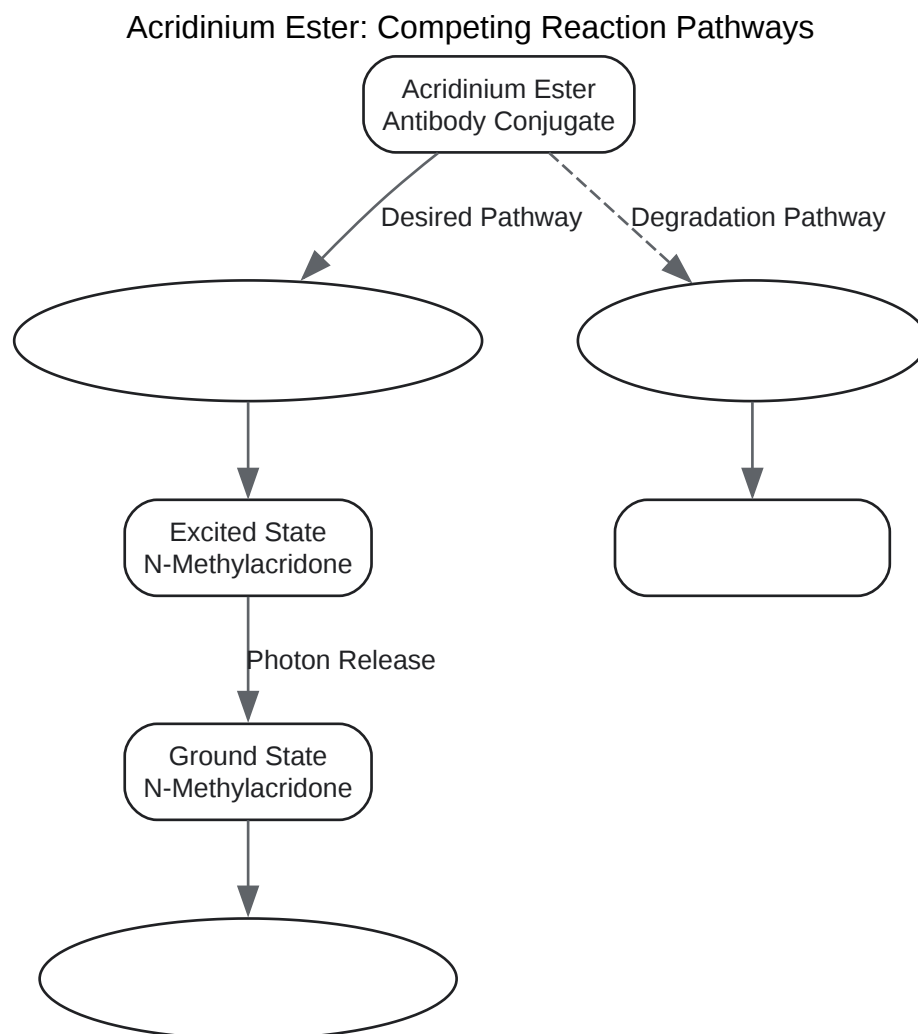 Acridinium Ester: Competing Reaction Pathways
Acridinium Ester
Antibody Conjugate
Desired Pathway
Degradation Pathway
Excited State
N-Methylacridone
Photon Release
Ground State
N-Methylacridone